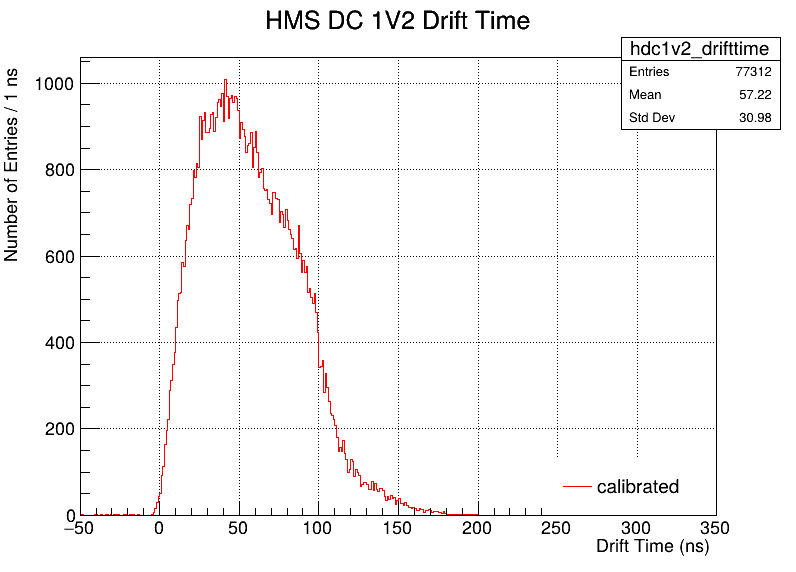 HMS DC 1V2 Drift Time
hdc1v2_drifttime
Entries 77312
Mean 57.22
Std Dev 30.98
Number of Entries / 1 ns
1000
800
600
400
200
0
−50 0 50 100 150 200 250 300 350
Drift Time (ns)
calibrated